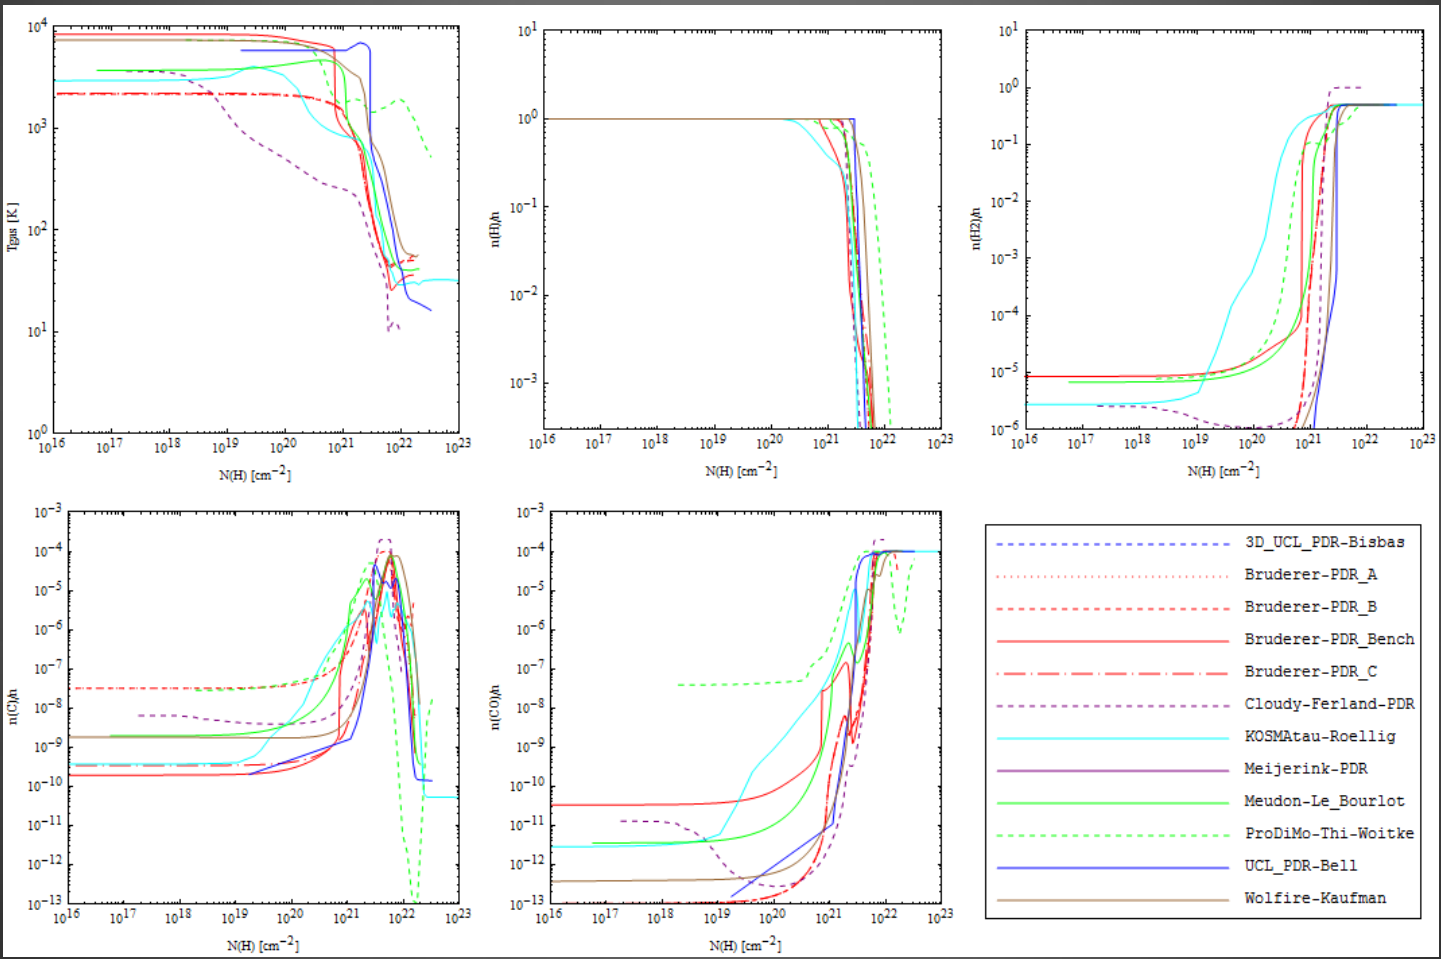 10^4
10^3
10^2
10^1
10^0
Tgas [K]
10^16 10^17 10^18 10^19 10^20 10^21 10^22 10^23
N(H) [cm^-2]
10^1
10^0
10^-1
10^-2
10^-3
n(H)/n
10^16 10^17 10^18 10^19 10^20 10^21 10^22 10^23
N(H) [cm^-2]
10^1
10^0
10^-1
10^-2
10^-3
10^-4
10^-5
10^-6
n(H2)/n
10^16 10^17 10^18 10^19 10^20 10^21 10^22 10^23
N(H) [cm^-2]
10^-3
10^-4
10^-5
10^-6
10^-7
10^-8
10^-9
10^-10
10^-11
10^-12
10^-13
n(C)/n
10^16 10^17 10^18 10^19 10^20 10^21 10^22 10^23
N(H) [cm^-2]
10^-3
10^-4
10^-5
10^-6
10^-7
10^-8
10^-9
10^-10
10^-11
10^-12
10^-13
n(CO)/n
10^16 10^17 10^18 10^19 10^20 10^21 10^22 10^23
N(H) [cm^-2]
3D_UCL_PDR-Bisbas
Bruderer-PDR_A
Bruderer-PDR_B
Bruderer-PDR_Bench
Bruderer-PDR_C
Cloudy-Ferland-PDR
KOSMAtau-Roellig
Meijerink-PDR
Meudon-Le_Bourlot
ProDiMo-Thi-Woitke
UCL_PDR-Bell
Wolfire-Kaufman